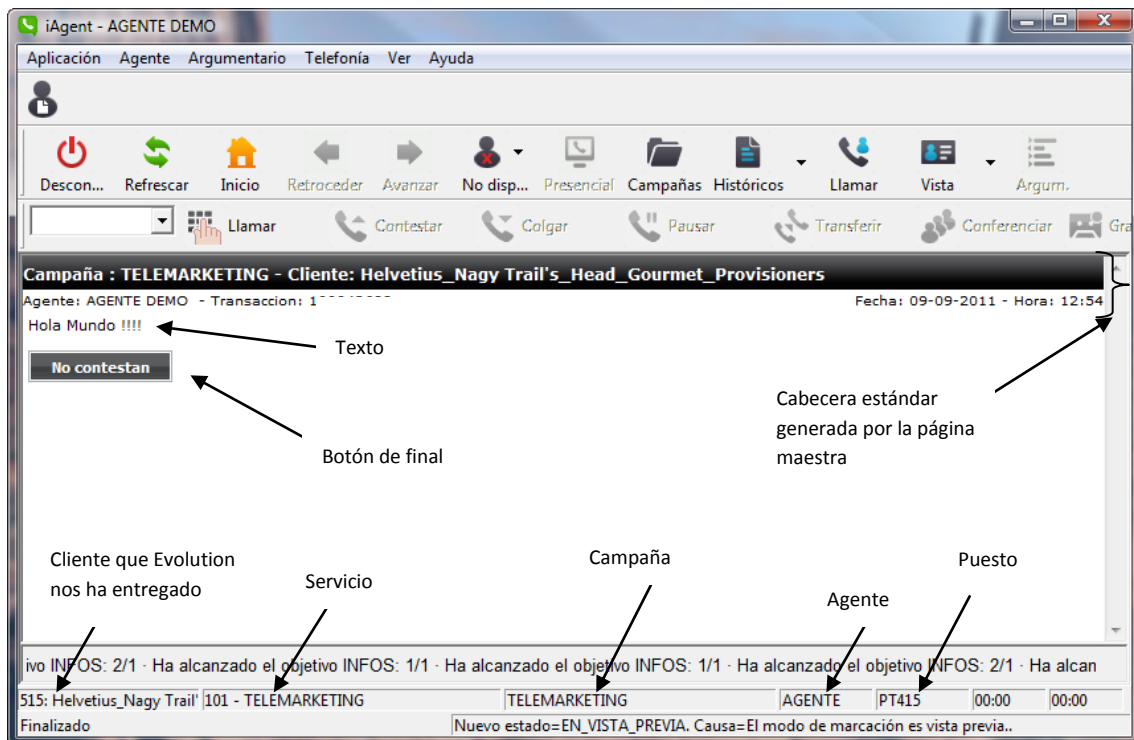 iAgent - AGENTE DEMO
Aplicación Agente Argumentario Telefonía Ver Ayuda
Descon... Refrescar Inicio Retroceder Avanzar No disp... Presencial Campañas Históricos Llamar Vista Argum.
Llamar Contestar Colgar Pausar Transferir Conferenciar Gra
Campaña : TELEMARKETING - Cliente: Helvetius_Nagy Trail's_Head_Gourmet_Provisioners
Agente: AGENTE DEMO - Transaccion: 1 Fecha: 09-09-2011 - Hora: 12:54
Hola Mundo !!!!
Texto
No contestan
Cabecera estándar
generada por la página
maestra
Botón de final
Cliente que Evolution
nos ha entregado
Servicio
Campaña
Agente
Puesto
ivo INFOS: 2/1 · Ha alcanzado el objetivo INFOS: 1/1 · Ha alcanzado el objetivo INFOS: 1/1 · Ha alcanzado el objetivo INFOS: 2/1 · Ha alcan
515: Helvetius_Nagy Trail' 101 - TELEMARKETING TELEMARKETING AGENTE PT415 00:00 00:00
Finalizado Nuevo estado=EN_VISTA_PREVIA. Causa=El modo de marcación es vista previa..